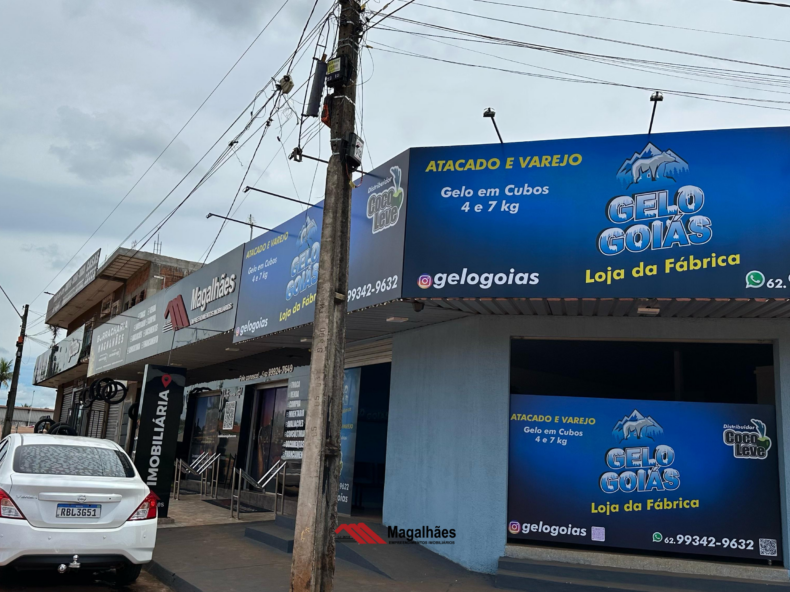 ATACADO E VAREJO
Gelo em Cubos
4 e 7 kg
GELO
GOIÁS
Loja da Fábrica
gelogoias
62.
Distribuidor
Coco
Leve
99342-9632
ATACADO E VAREJO
Gelo em Cubos
4 e 7 kg
GELO
GOIÁS
Loja da Fábri
gelogoias
Magalhães
IMOBILIÁRIA
RBL3G51
ATACADO E VAREJO
Gelo em Cubos
4 e 7 kg
GELO
GOIÁS
Loja da Fábrica
gelogoias
62.99342-9632
Distribuidor
Coco
Leve
Magalhães
EMPREENDIMENTOS IMOBILIÁRIOS